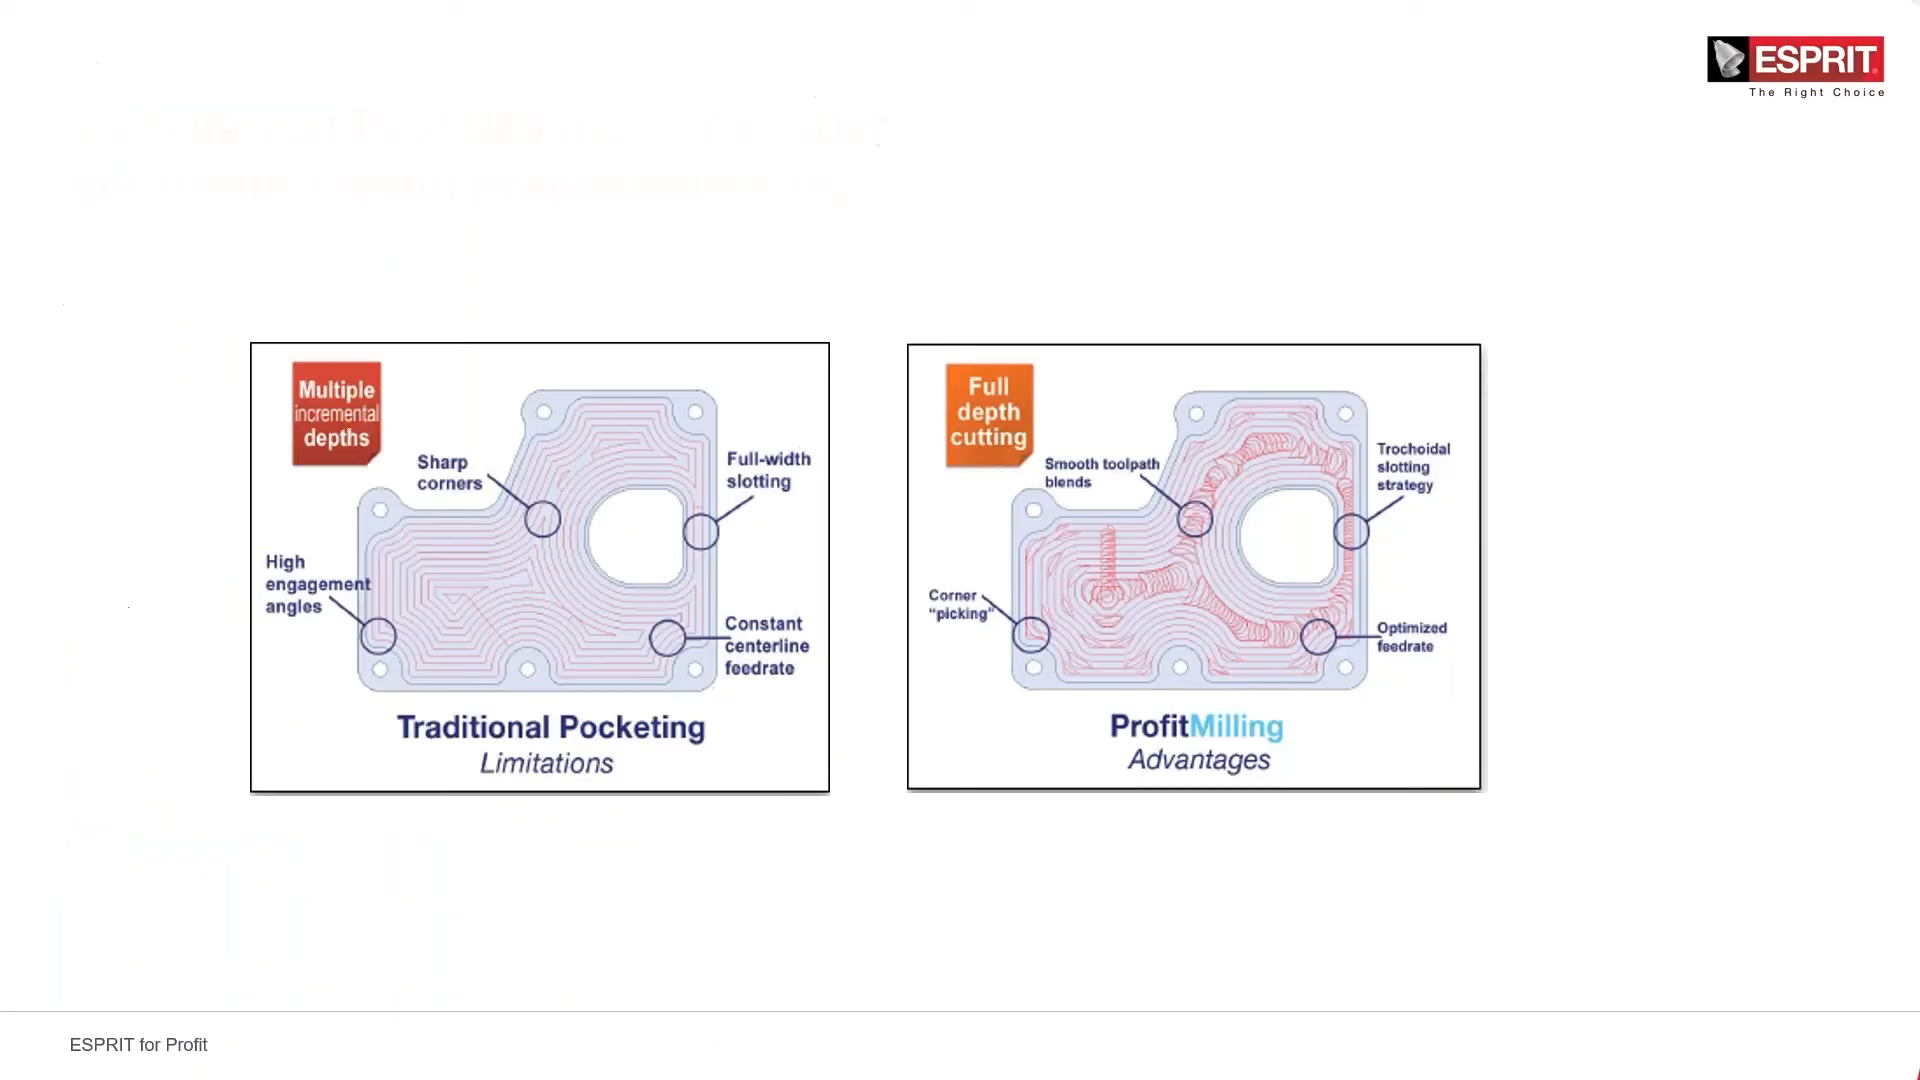 ESPRIT
The Right Choice
Multiple
incremental
depths
Sharp
corners
Full-width
slotting
High
engagement
angles
Constant
centerline
feedrate
Traditional Pocketing
Limitations
Full
depth
cutting
Smooth toolpath
blends
Trochoidal
slotting
strategy
Corner
“picking”
Optimized
feedrate
ProfitMilling
Advantages
ESPRIT for Profit